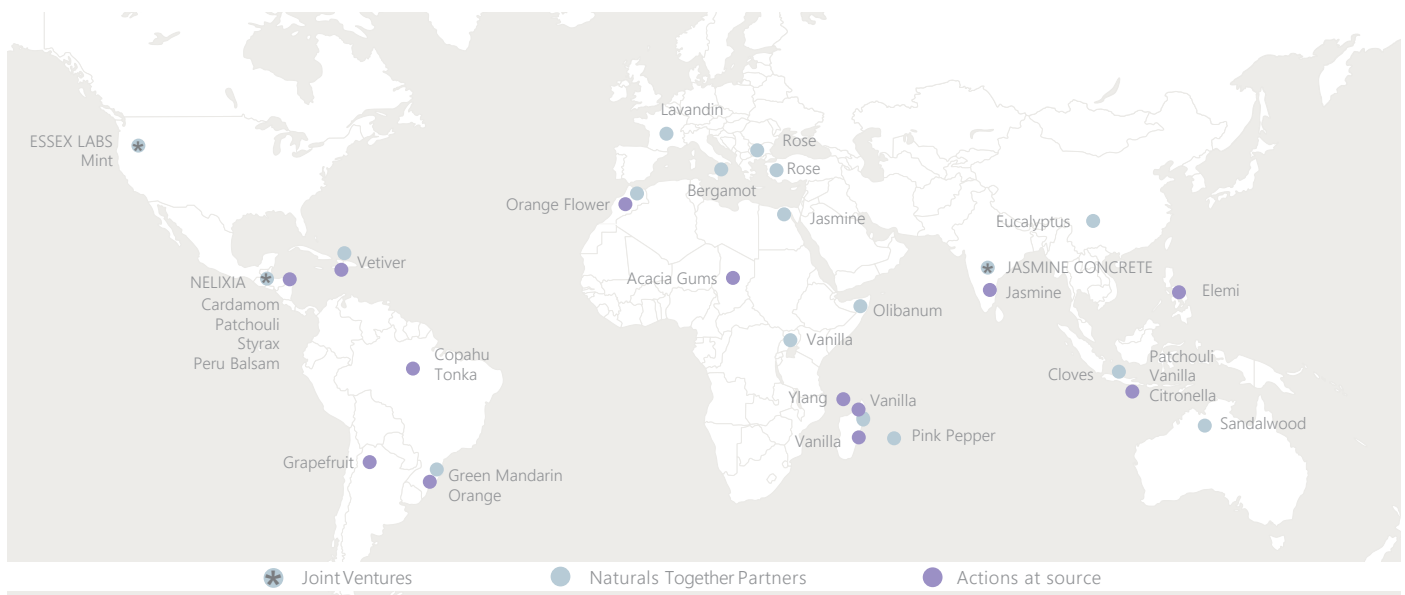 Lavandin
ESSEX LABS
Mint
Rose
Rose
Bergamot
Orange Flower
Jasmine
Eucalyptus
Vetiver
JASMINE CONCRETE
Acacia Gums
NELIXIA
Cardamom
Patchouli
Styrax
Peru Balsam
Jasmine
Elemi
Olibanum
Vanilla
Copahu
Tonka
Cloves
Patchouli
Vanilla
Citronella
Ylang
Vanilla
Sandalwood
Vanilla
Pink Pepper
Grapefruit
Green Mandarin
Orange
Joint Ventures
Naturals Together Partners
Actions at source